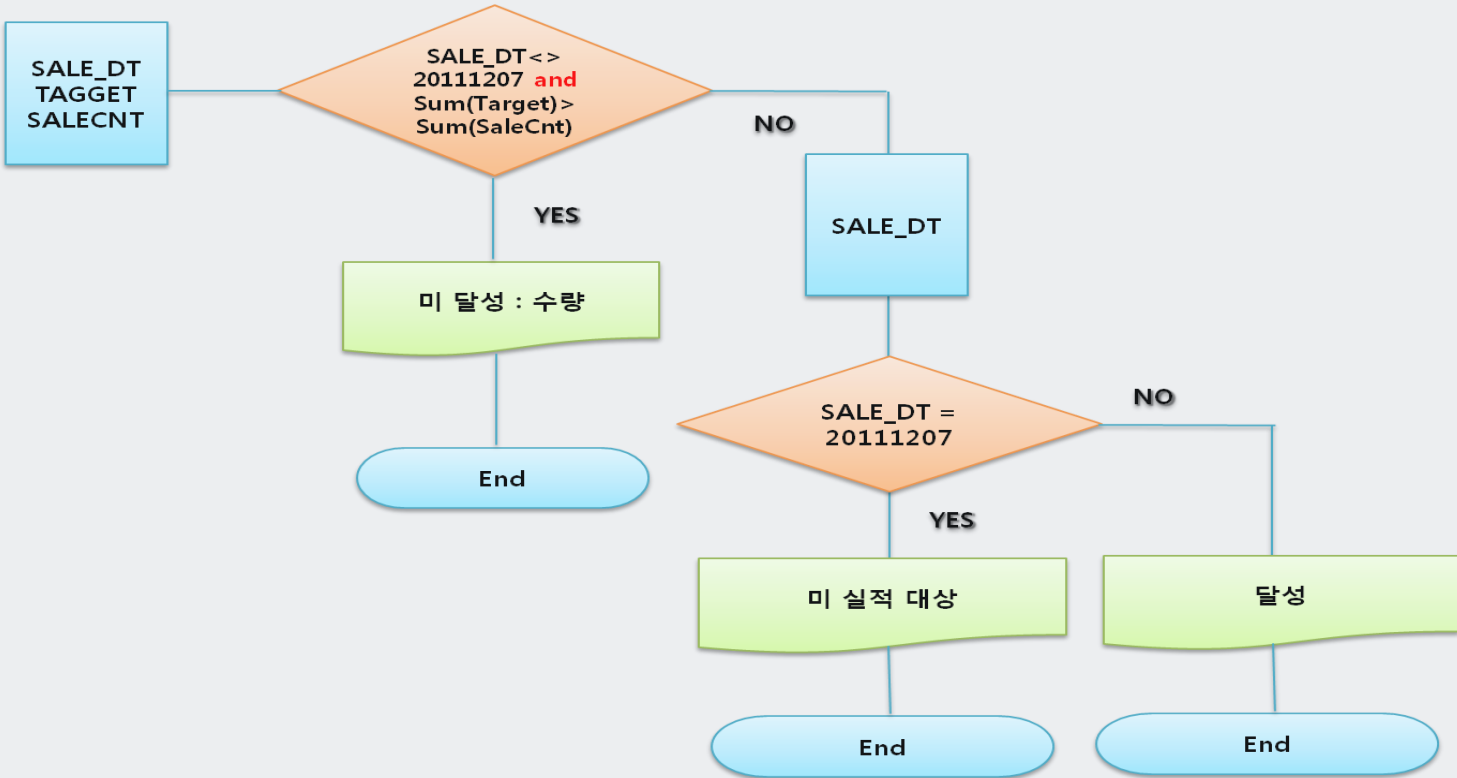 SALE_DT
TAGGET
SALECNT
SALE_DT<>
20111207 and
Sum(Target)>
Sum(SaleCnt)
NO
YES
SALE_DT
미 달성 : 수량
End
SALE_DT =
20111207
NO
YES
미 실적 대상
달성
End
End